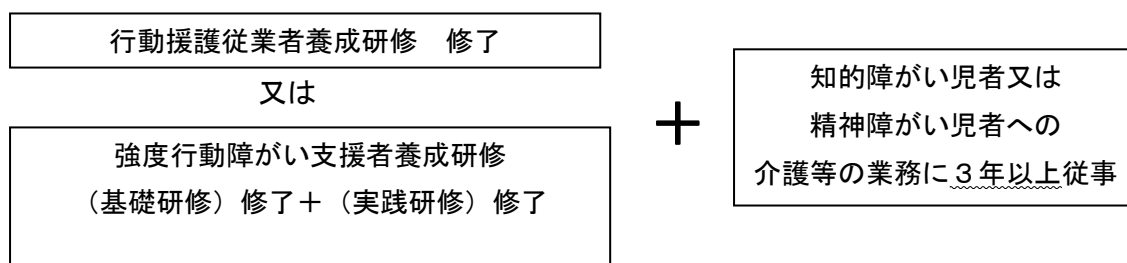 行動援護従業者養成研修　修了
又は
強度行動障がい支援者養成研修
（基礎研修）修了＋（実践研修）修了
＋
知的障がい児者又は
精神障がい児者への
介護等の業務に３年以上従事